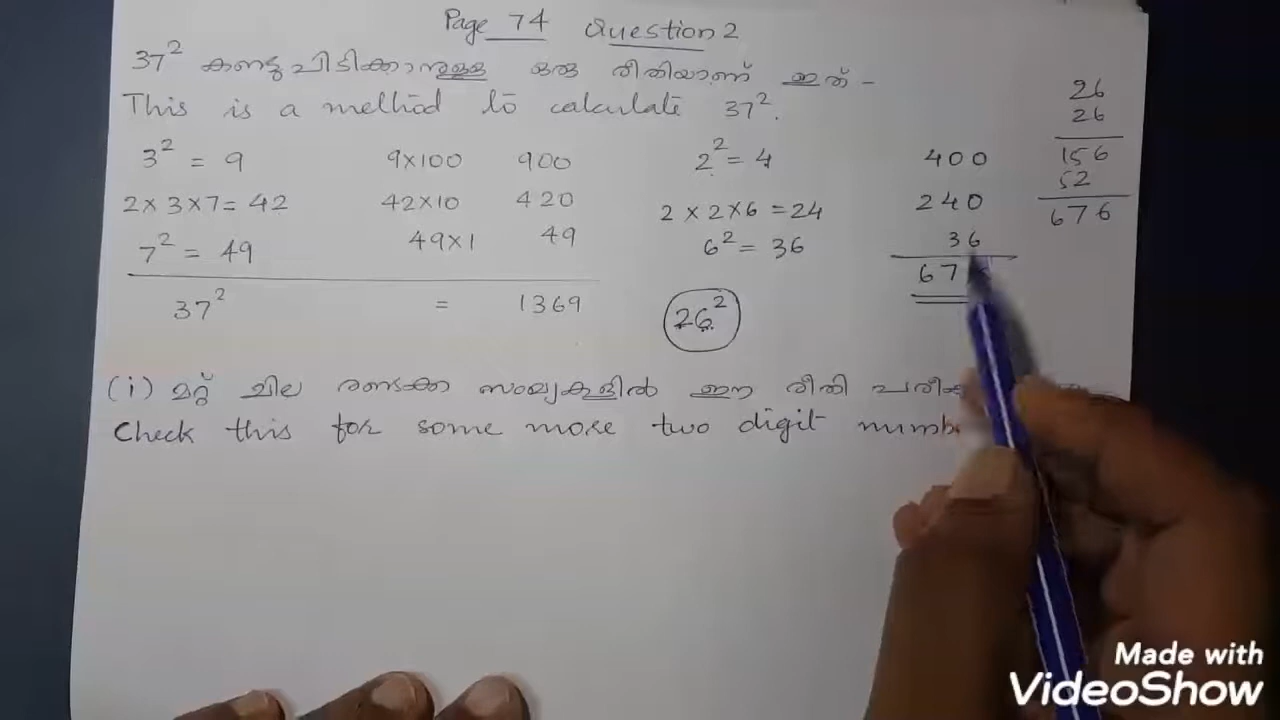 Page 74 Question 2
37² കണ്ടുപിടിക്കാനുള്ള ഒരു രീതിയാണ് ഇത് -
This is a method to calculate 37².
3² = 9 9×100 900
2×3×7=42 42×10 420
7² = 49 49×1 49
37² = 1369
2² = 4 400
2×2×6 =24 240
6² = 36 36
67
26²
26
26
156
52
676
(i) മറ്റ് ചില രണ്ടക്ക സംഖ്യകളിൽ ഈ രീതി
Check this for some more two digit
Made with
VideoShow